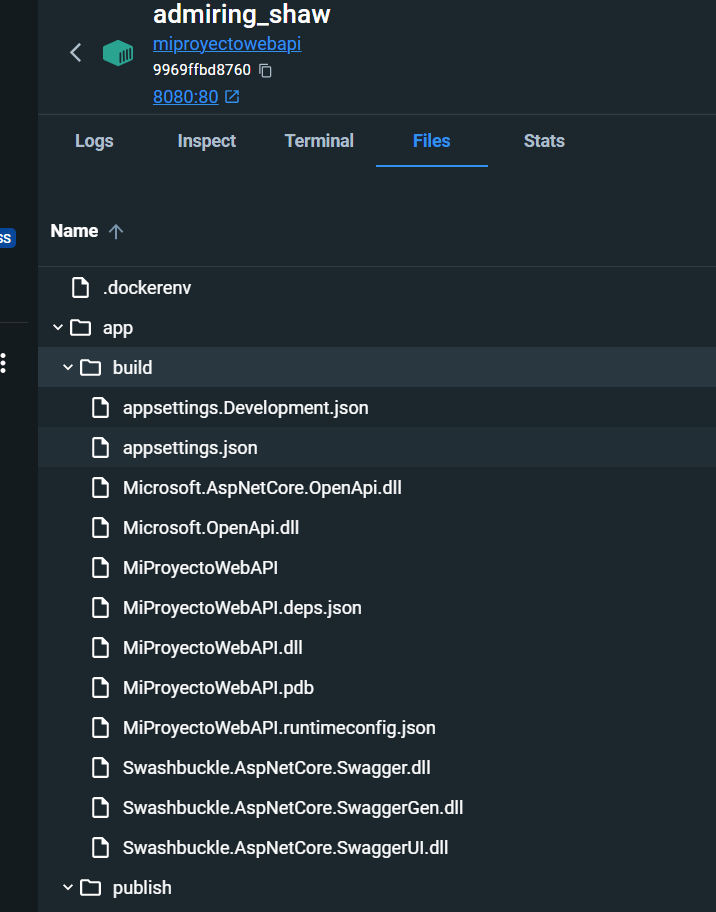 admiring_shaw
miproyectowebapi
9969ffbd8760
8080:80
Logs Inspect Terminal Files Stats
Name
ss
.dockerenv
app
build
appsettings.Development.json
appsettings.json
Microsoft.AspNetCore.OpenApi.dll
Microsoft.OpenApi.dll
MiProyectoWebAPI
MiProyectoWebAPI.deps.json
MiProyectoWebAPI.dll
MiProyectoWebAPI.pdb
MiProyectoWebAPI.runtimeconfig.json
Swashbuckle.AspNetCore.Swagger.dll
Swashbuckle.AspNetCore.SwaggerGen.dll
Swashbuckle.AspNetCore.SwaggerUI.dll
publish